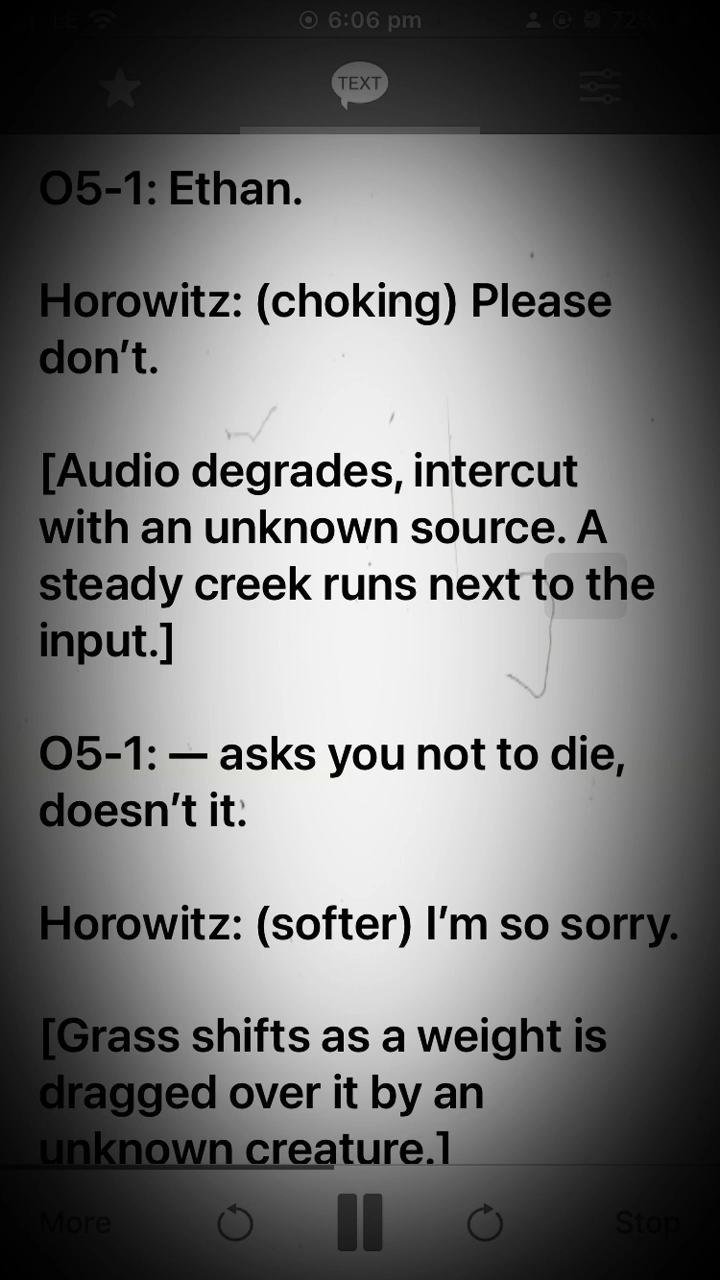 6:06 pm
72%
TEXT
O5-1: Ethan.
Horowitz: (choking) Please
don’t.
[Audio degrades, intercut
with an unknown source. A
steady creek runs next to the
input.]
O5-1: — asks you not to die,
doesn’t it.
Horowitz: (softer) I’m so sorry.
[Grass shifts as a weight is
dragged over it by an
unknown creature.]
More
Stop